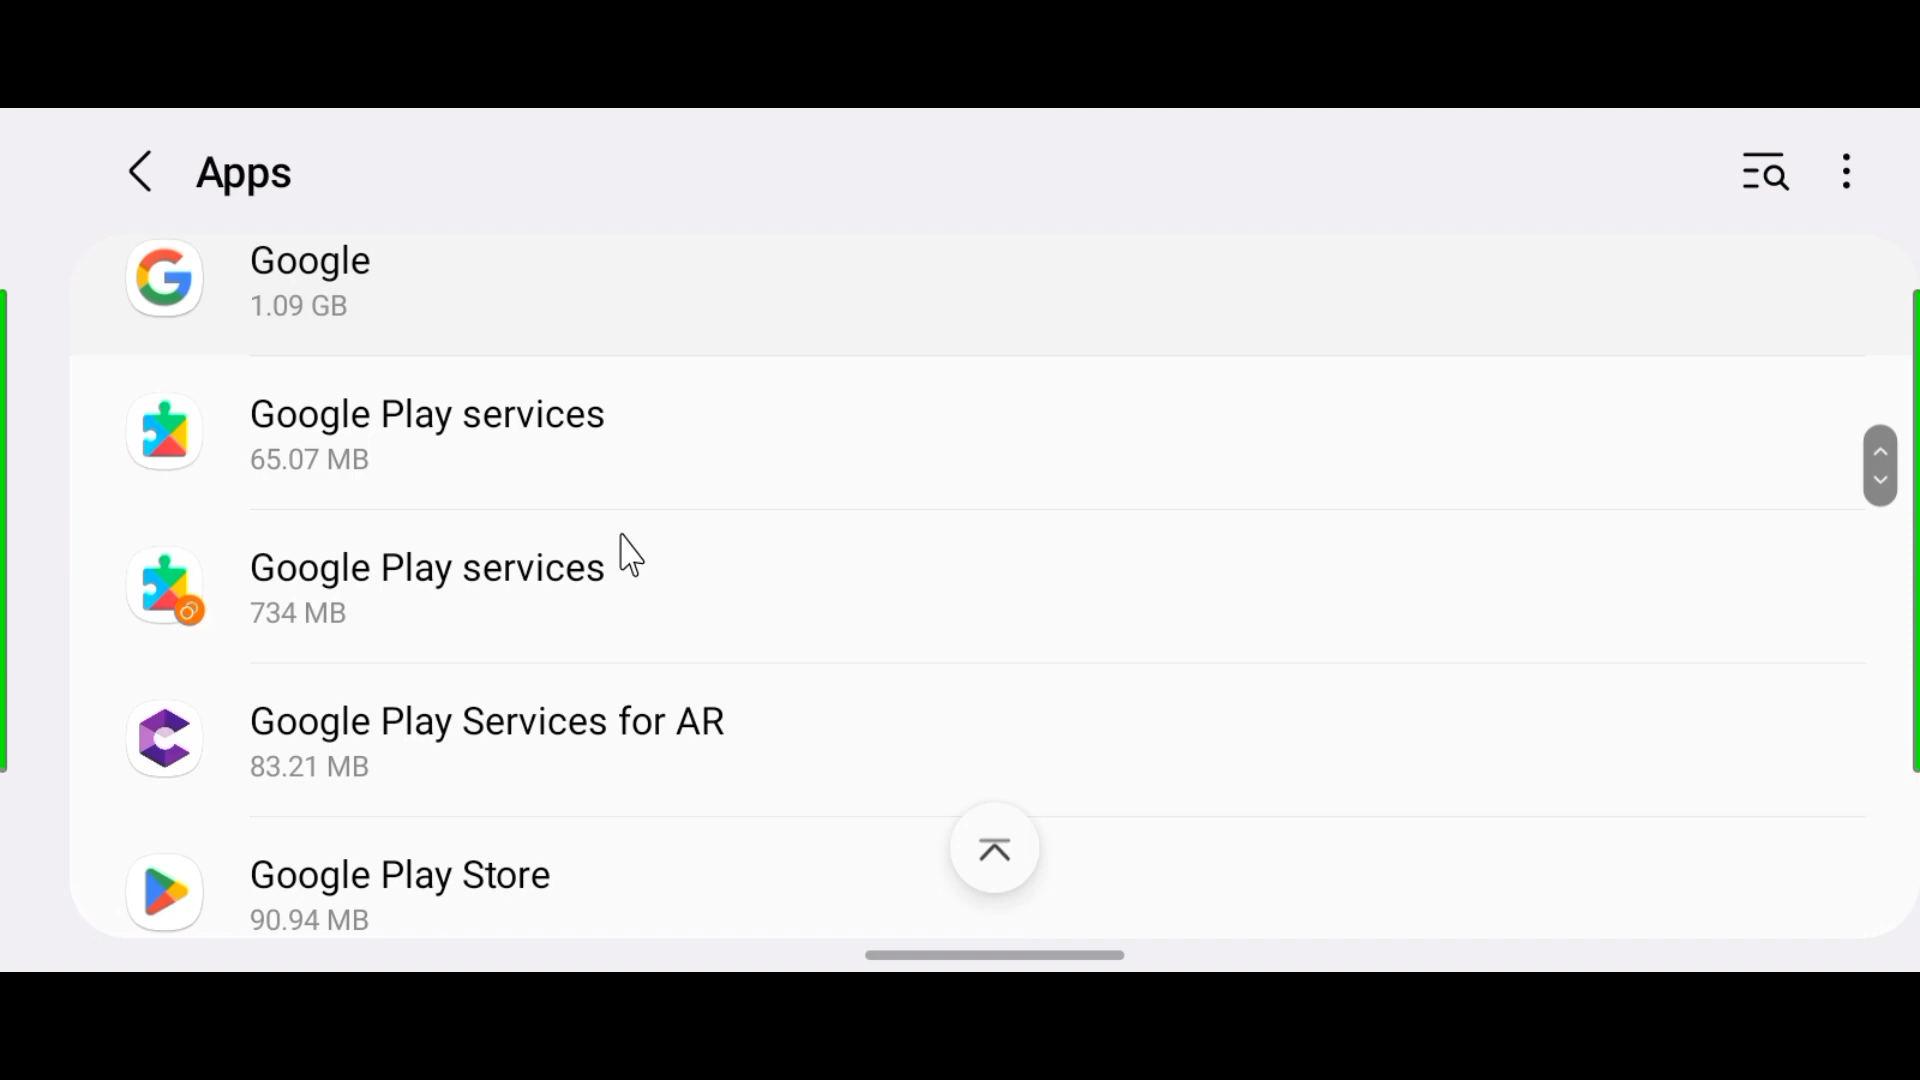 Apps
Google
1.09 GB
Google Play services
65.07 MB
Google Play services
734 MB
Google Play Services for AR
83.21 MB
Google Play Store
90.94 MB